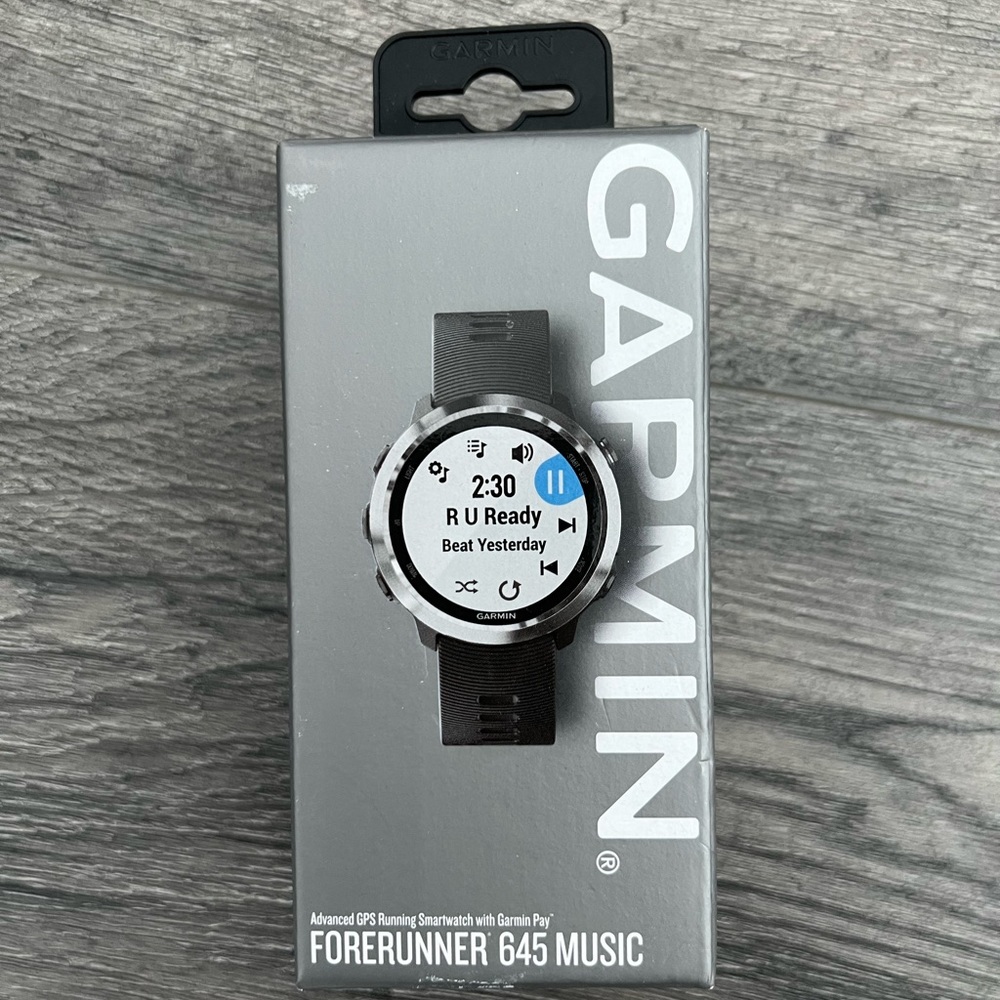 GARMIN
GARMIN®
2:30
R U Ready
Beat Yesterday
GARMIN
Advanced GPS Running Smartwatch with Garmin Pay™
FORERUNNER® 645 MUSIC